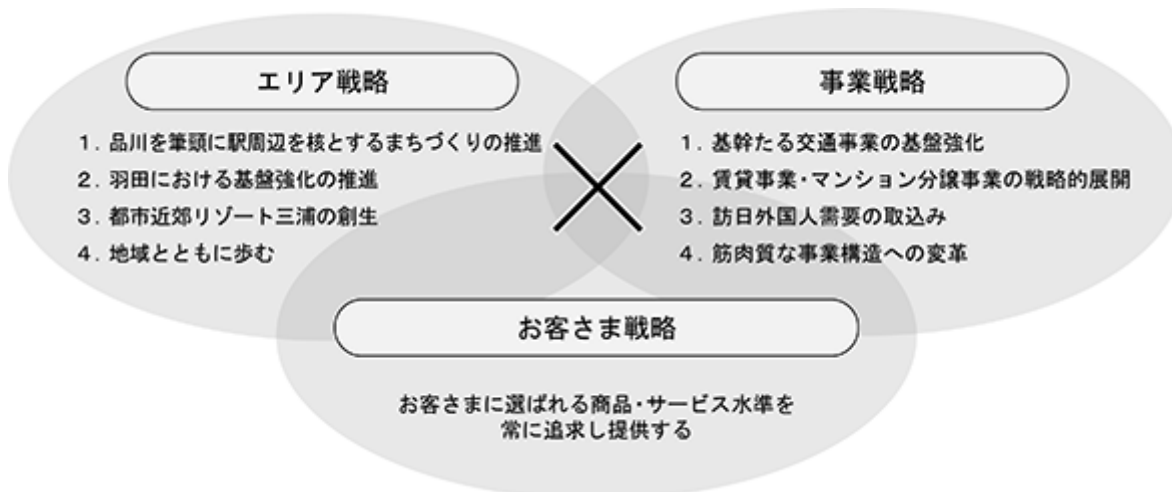 エリア戦略
1. 品川を筆頭に駅周辺を核とするまちづくりの推進
2. 羽田における基盤強化の推進
3. 都市近郊リゾート三浦の創生
4. 地域とともに歩む
事業戦略
1. 基幹たる交通事業の基盤強化
2. 賃貸事業・マンション分譲事業の戦略的展開
3. 訪日外国人需要の取込み
4. 筋肉質な事業構造への変革
お客さま戦略
お客さまに選ばれる商品・サービス水準を
常に追求し提供する